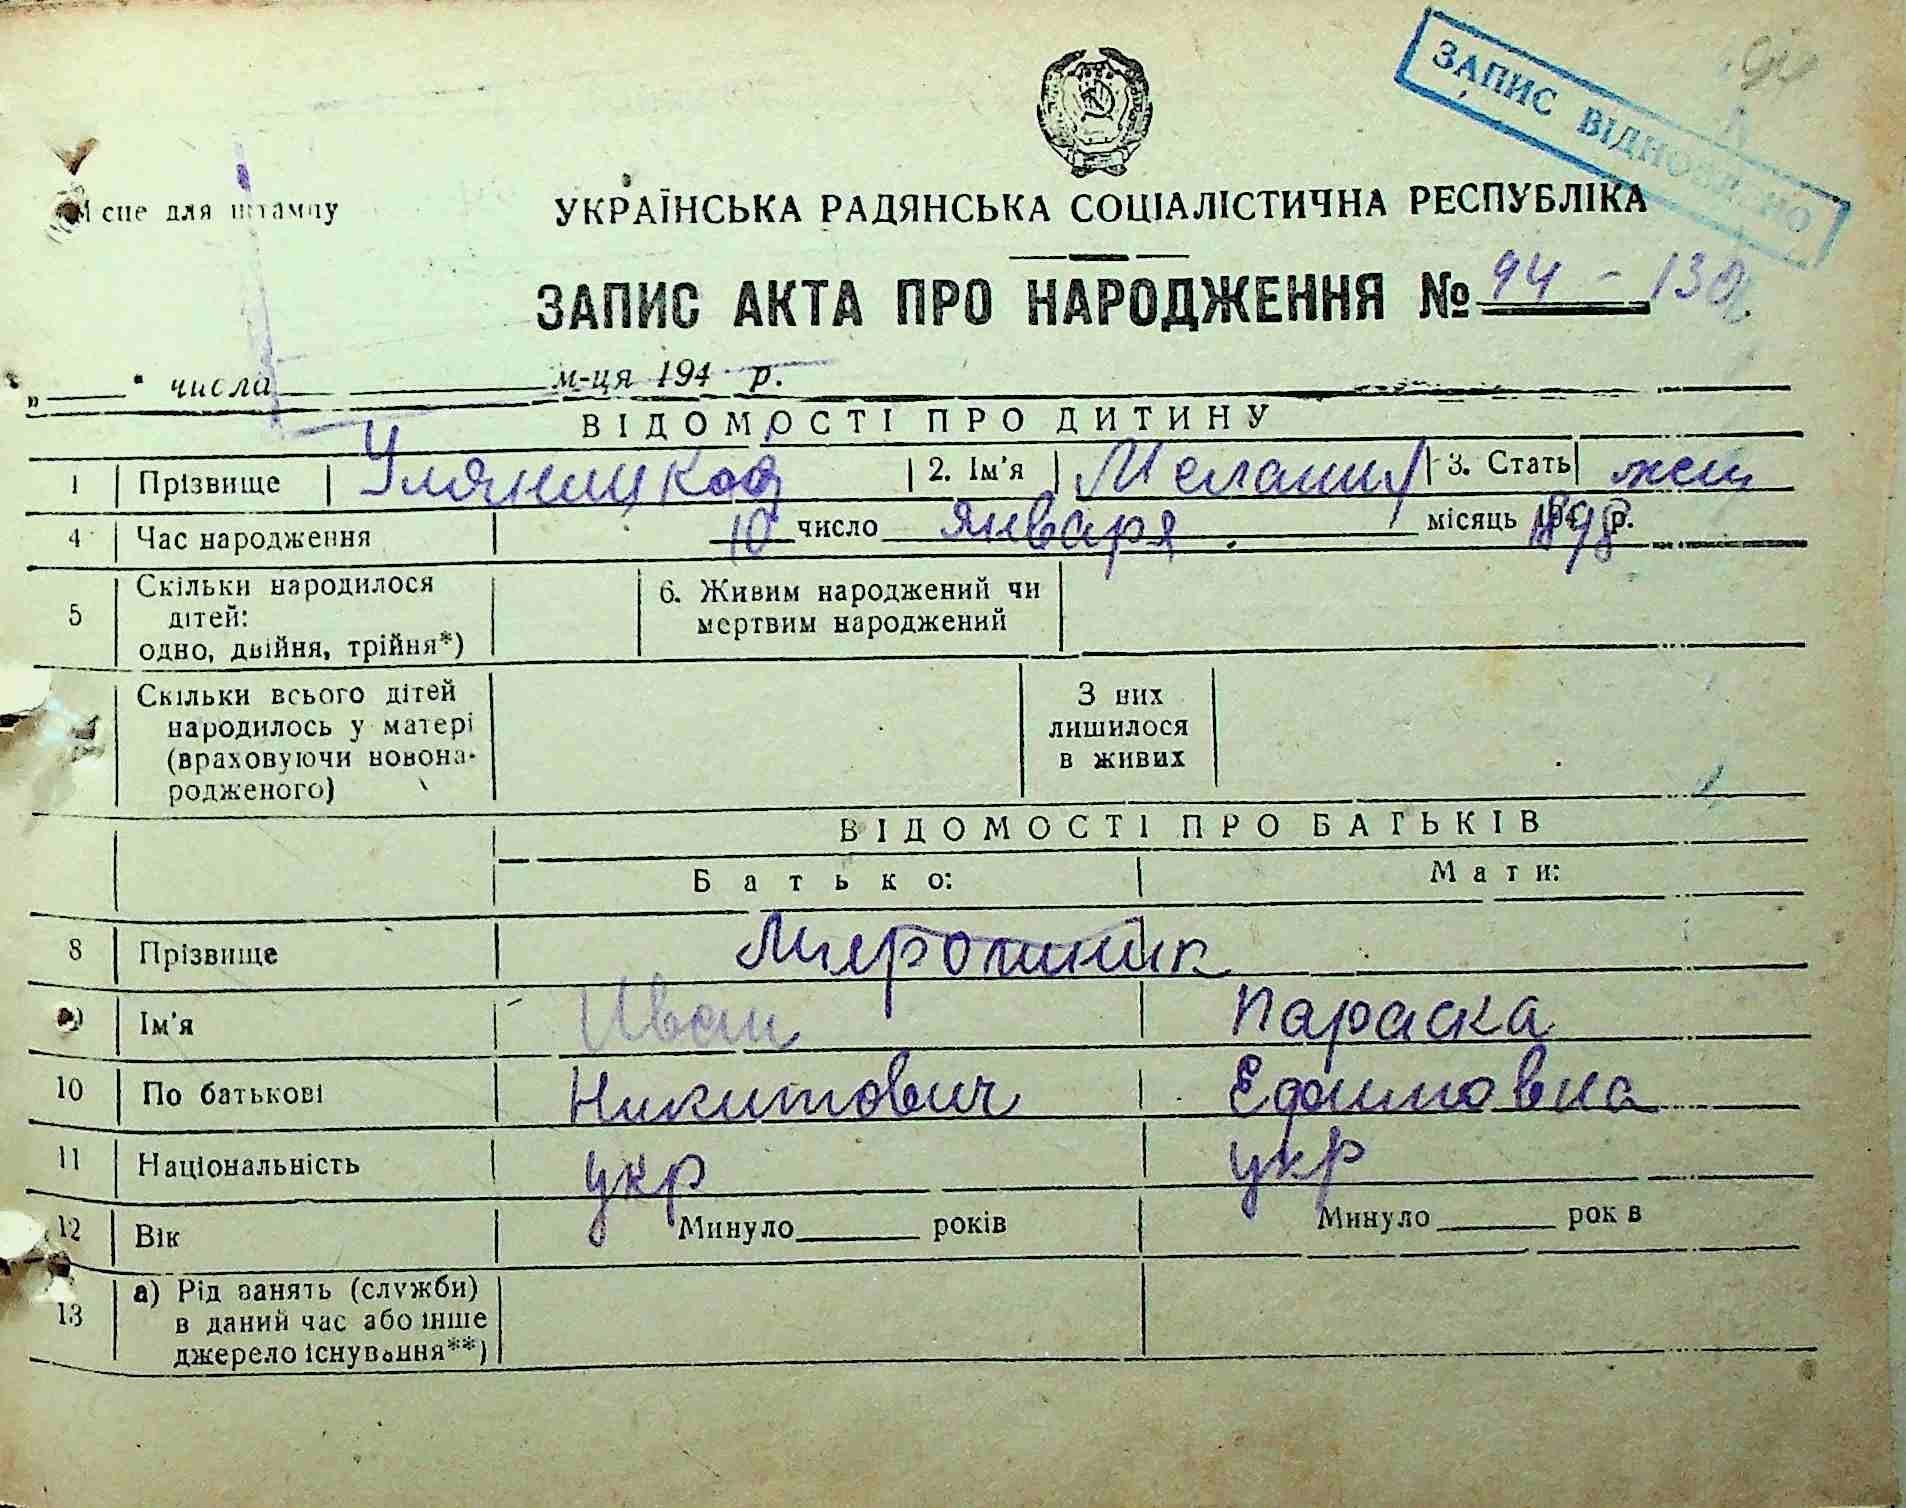 ЗАПИС ВІДНОВЛЕНО
Місце для штампу
УКРАЇНСЬКА РАДЯНСЬКА СОЦІАЛІСТИЧНА РЕСПУБЛІКА
ЗАПИС АКТА ПРО НАРОДЖЕННЯ № 94 - 130
„ " числа м-ця 194 р.
ВІДОМОСТІ ПРО ДИТИНУ
1 Прізвище Уляницкая 2. Ім'я Мелания 3. Стать жен
4 Час народження 10 число января місяць 1898 р.
5 Скільки народилося дітей: одно, двійня, трійня*) 6. Живим народжений чи мертвим народжений
Скільки всього дітей народилось у матері (враховуючи новонародженого) З них лишилося в живих
ВІДОМОСТІ ПРО БАТЬКІВ
Батько: Мати:
8 Прізвище
9 Ім'я Иван Параска
10 По батькові Никитович Ефимовна
11 Національність укр укр
12 Вік Минуло років Минуло рок в
13 а) Рід занять (служби) в даний час або інше джерело існування**)